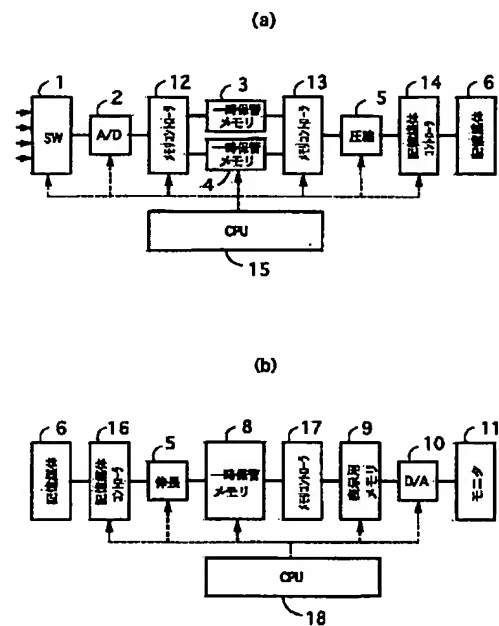 (a)
1
2
12
3
13
5
14
6
SW
A/D
メモリコントローラ
一時保管
メモリ
一時保管
メモリ
4
メモリコントローラ
圧縮
記憶媒体
コントローラ
記憶媒体
CPU
15
(b)
6
16
5
8
17
9
10
11
記憶媒体
記憶媒体
コントローラ
伸長
一時保管
メモリ
メモリコントローラ
表示用
メモリ
D/A
モニタ
CPU
18